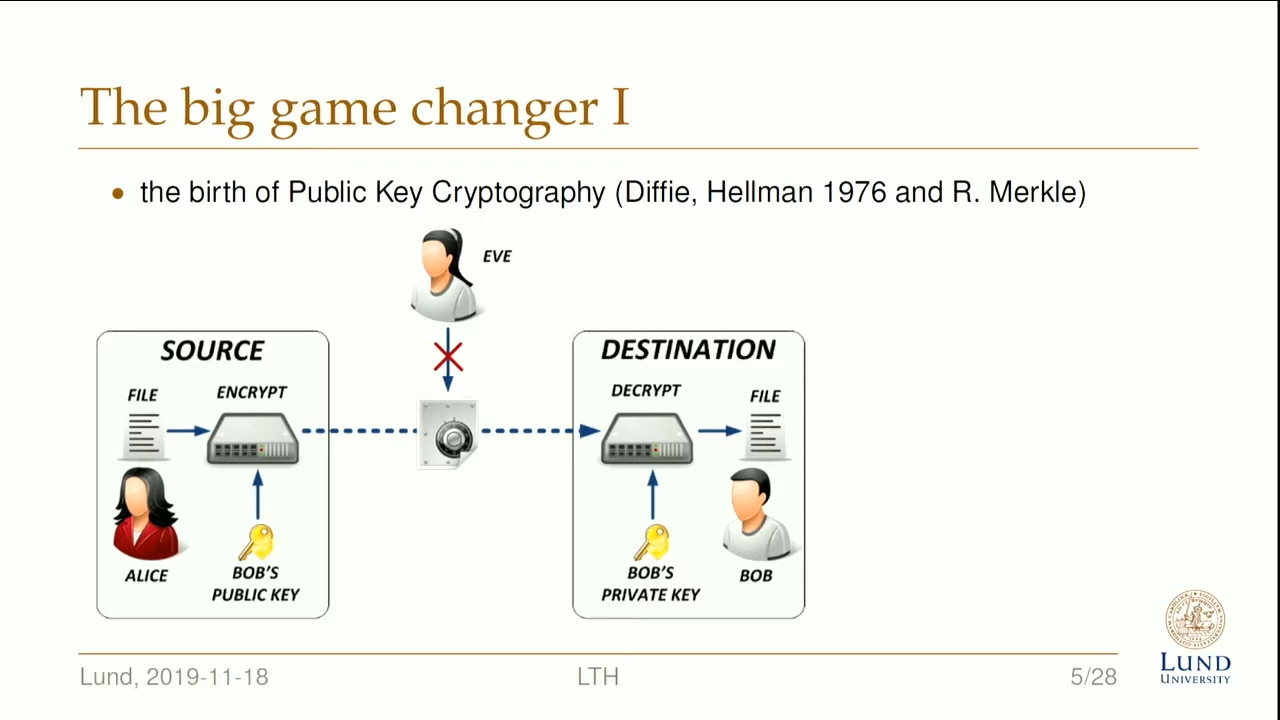 The big game changer I
• the birth of Public Key Cryptography (Diffie, Hellman 1976 and R. Merkle)
EVE
SOURCE
FILE
ENCRYPT
ALICE
BOB'S
PUBLIC KEY
DESTINATION
DECRYPT
FILE
BOB'S
PRIVATE KEY
BOB
Lund, 2019-11-18
LTH
5/28
LUND
UNIVERSITY